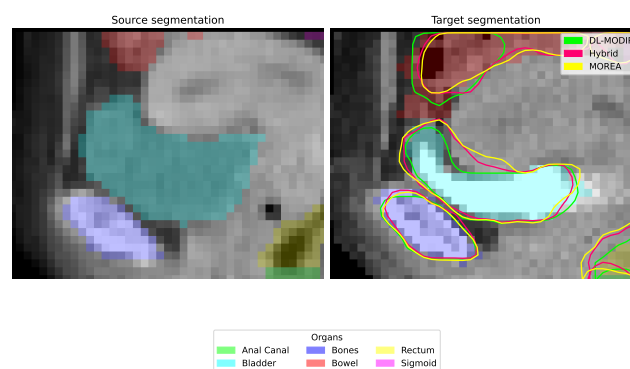 Source segmentation
Target segmentation
DL-MODIR
Hybrid
MOREA
Organs
Anal Canal
Bones
Rectum
Bladder
Bowel
Sigmoid